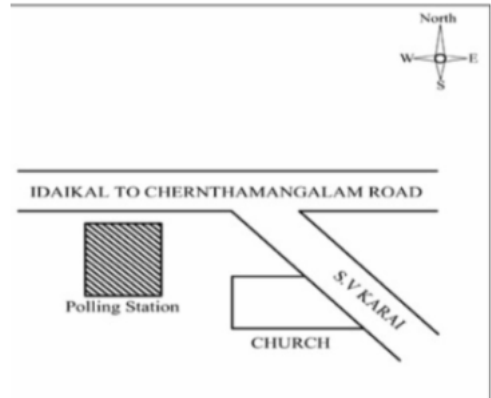 North
W E
S
IDAIKAL TO CHERNTHAMANGALAM ROAD
S.V KARAI
Polling Station
CHURCH